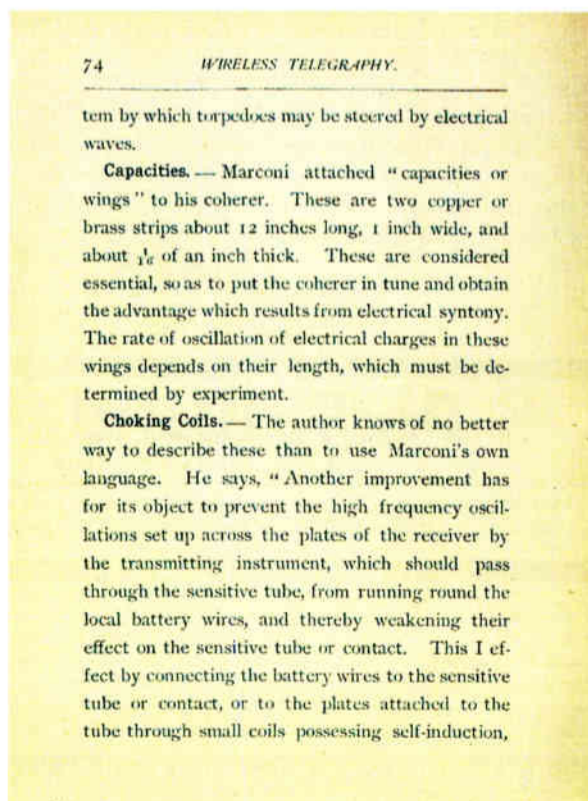 74 WIRELESS TELEGRAPHY.
tem by which torpedoes may be steered by electrical
waves.
Capacities. — Marconi attached “capacities or
wings” to his coherer. These are two copper or
brass strips about 12 inches long, 1 inch wide, and
about 1/16 of an inch thick. These are considered
essential, so as to put the coherer in tune and obtain
the advantage which results from electrical syntony.
The rate of oscillation of electrical charges in these
wings depends on their length, which must be de-
termined by experiment.
Choking Coils. — The author knows of no better
way to describe these than to use Marconi's own
language. He says, “Another improvement has
for its object to prevent the high frequency oscil-
lations set up across the plates of the receiver by
the transmitting instrument, which should pass
through the sensitive tube, from running round the
local battery wires, and thereby weakening their
effect on the sensitive tube or contact. This I ef-
fect by connecting the battery wires to the sensitive
tube or contact, or to the plates attached to the
tube through small coils possessing self-induction,